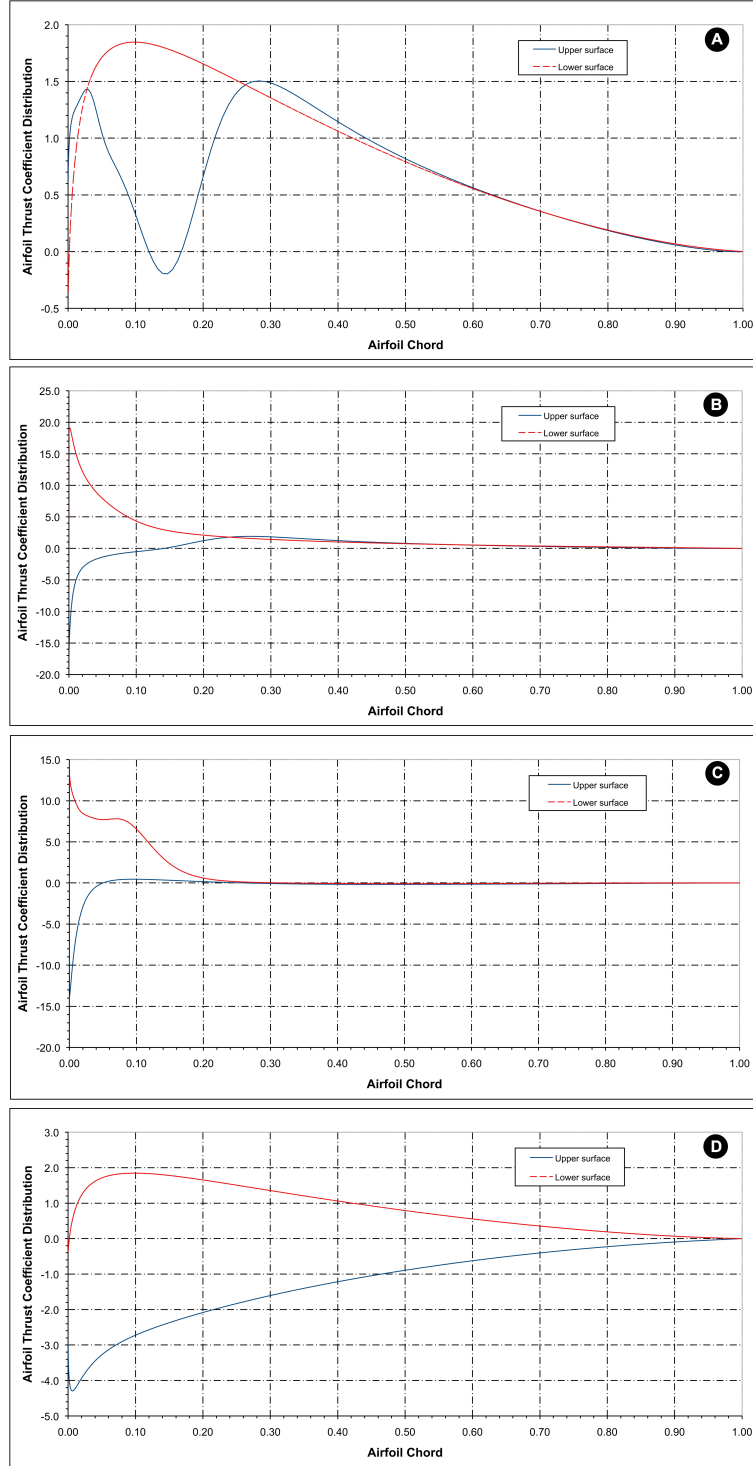 A
2.0
Upper surface
Lower surface
1.5
1.0
0.5
0.0
-0.5
Airfoil Thrust Coefficient Distribution
0.00 0.10 0.20 0.30 0.40 0.50 0.60 0.70 0.80 0.90 1.00
Airfoil Chord
B
25.0
Upper surface
Lower surface
20.0
15.0
10.0
5.0
0.0
-5.0
-10.0
-15.0
-20.0
Airfoil Thrust Coefficient Distribution
0.00 0.10 0.20 0.30 0.40 0.50 0.60 0.70 0.80 0.90 1.00
Airfoil Chord
C
15.0
Upper surface
Lower surface
10.0
5.0
0.0
-5.0
-10.0
-15.0
-20.0
Airfoil Thrust Coefficient Distribution
0.00 0.10 0.20 0.30 0.40 0.50 0.60 0.70 0.80 0.90 1.00
Airfoil Chord
D
3.0
Upper surface
Lower surface
2.0
1.0
0.0
-1.0
-2.0
-3.0
-4.0
-5.0
Airfoil Thrust Coefficient Distribution
0.00 0.10 0.20 0.30 0.40 0.50 0.60 0.70 0.80 0.90 1.00
Airfoil Chord